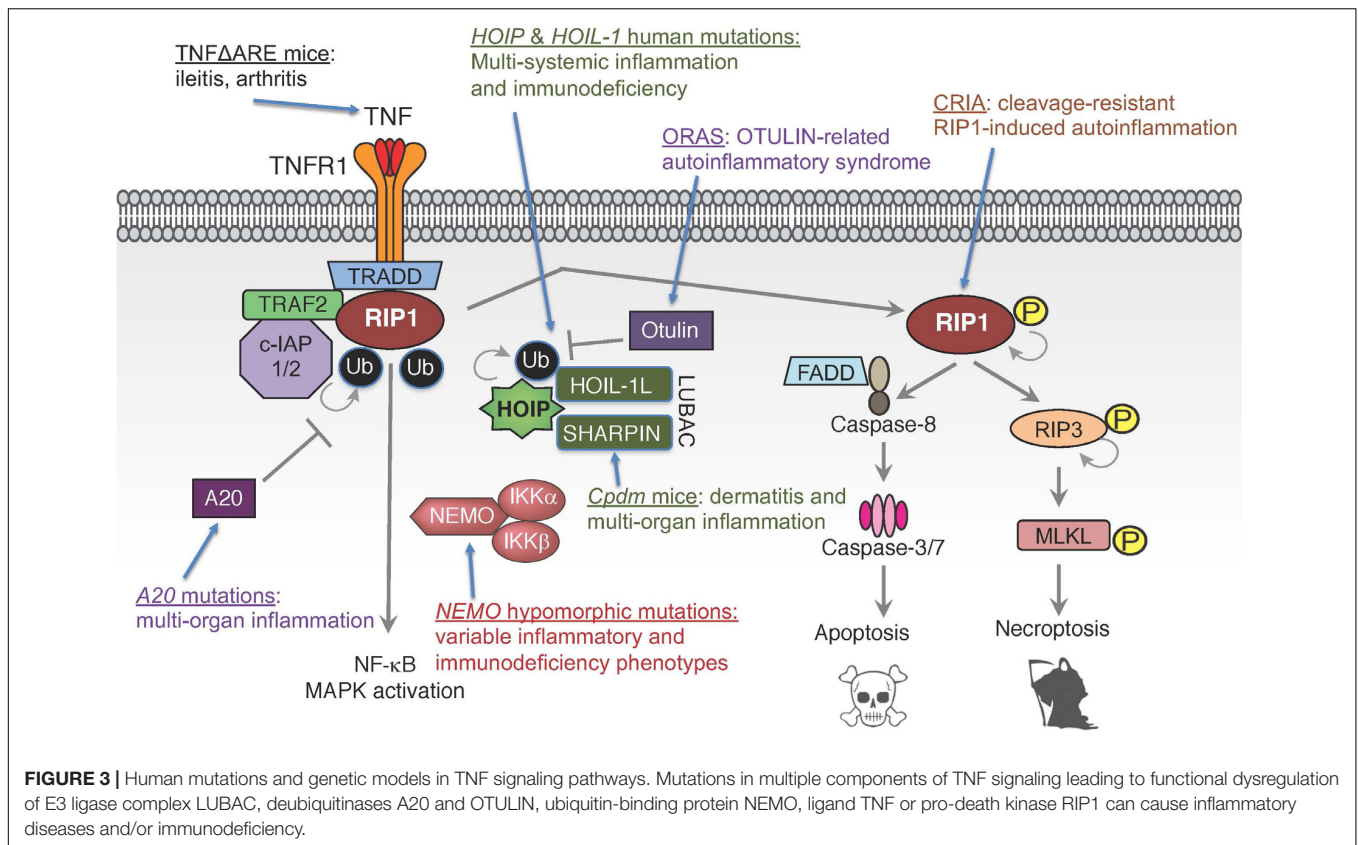 TNFΔARE mice:
ileitis, arthritis
HOIP & HOIL-1 human mutations:
Multi-systemic inflammation
and immunodeficiency
CRIA: cleavage-resistant
RIP1-induced autoinflammation
ORAS: OTULIN-related
autoinflammatory syndrome
TNF
TNFR1
TRADD
TRAF2
RIP1
c-IAP
1/2
Ub
Ub
A20
A20 mutations:
multi-organ inflammation
NF-κB
MAPK activation
Otulin
Ub
HOIL-1L
HOIP
SHARPIN
LUBAC
Cpdm mice: dermatitis and
multi-organ inflammation
NEMO
IKKα
IKKβ
NEMO hypomorphic mutations:
variable inflammatory and
immunodeficiency phenotypes
RIP1
P
FADD
Caspase-8
Caspase-3/7
Apoptosis
RIP3
P
MLKL
P
Necroptosis
FIGURE 3 | Human mutations and genetic models in TNF signaling pathways. Mutations in multiple components of TNF signaling leading to functional dysregulation
of E3 ligase complex LUBAC, deubiquitinases A20 and OTULIN, ubiquitin-binding protein NEMO, ligand TNF or pro-death kinase RIP1 can cause inflammatory
diseases and/or immunodeficiency.